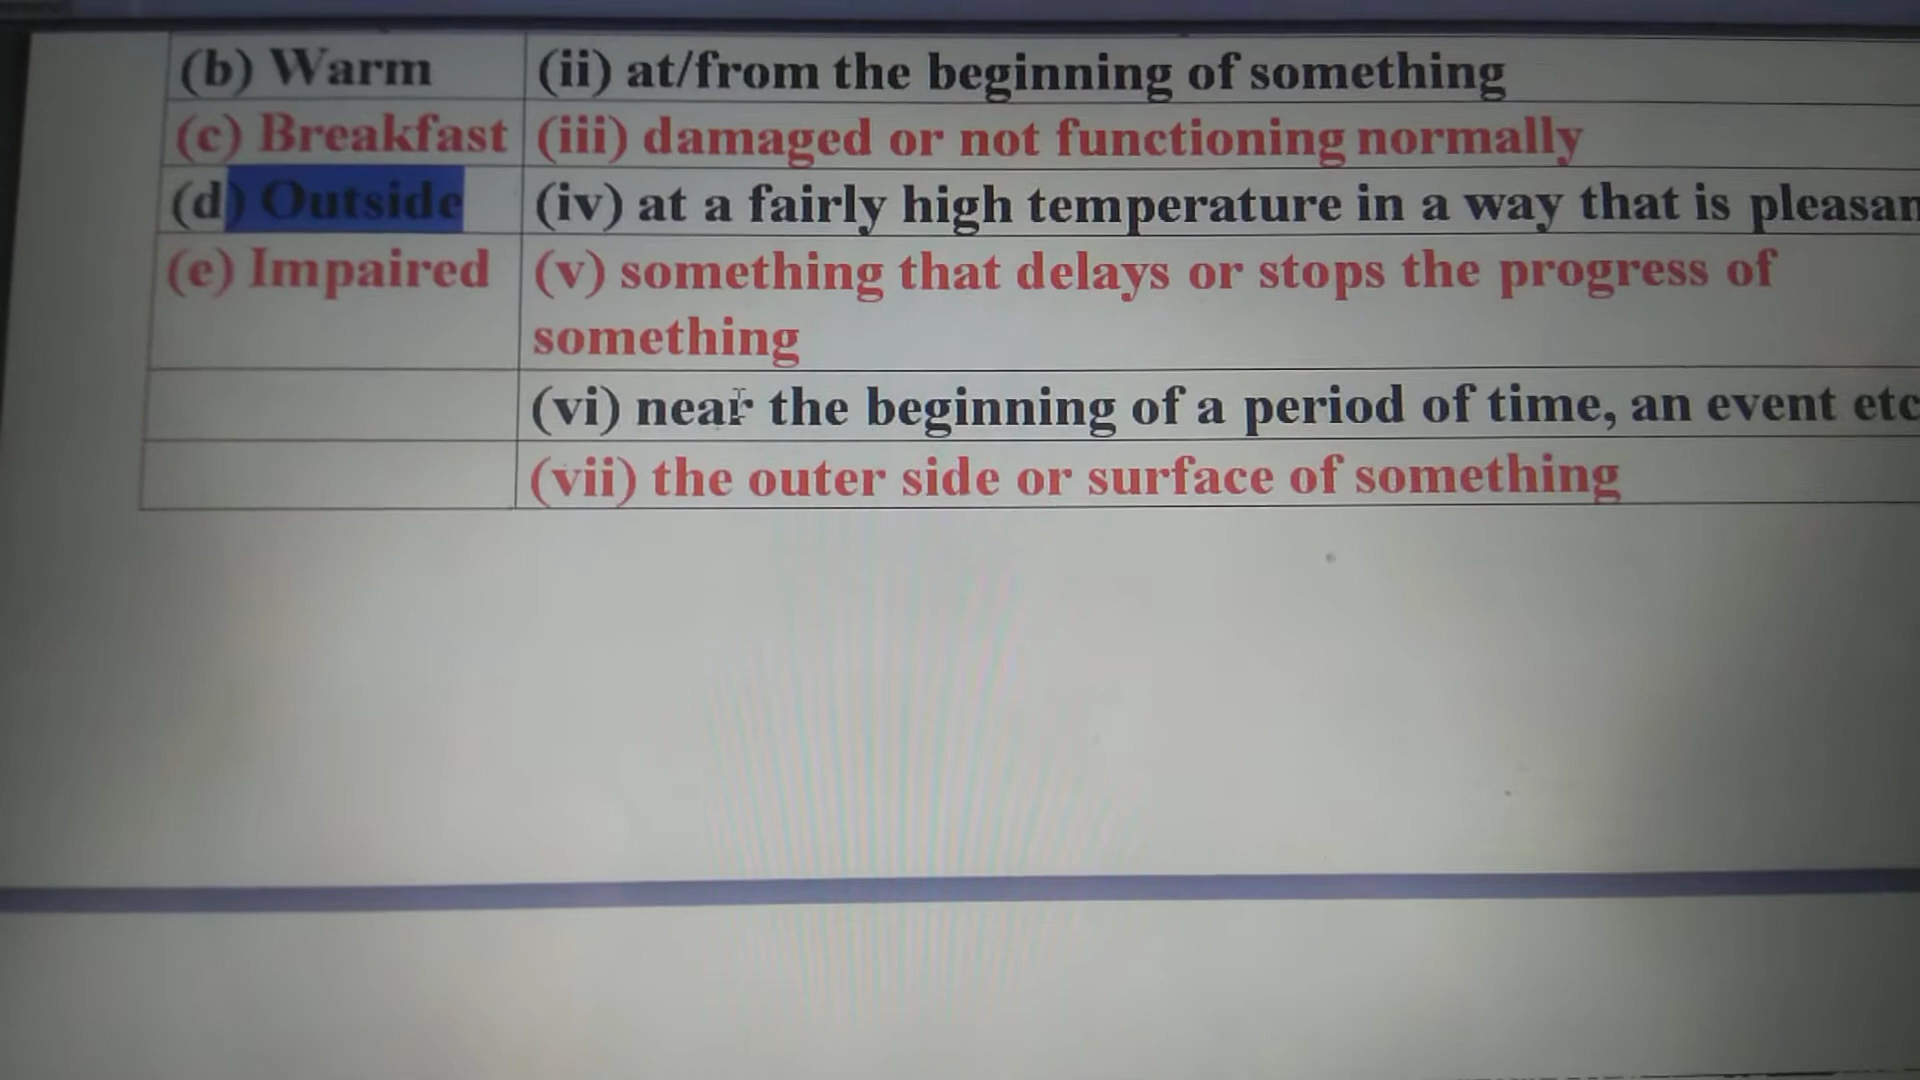 (b) Warm (ii) at/from the beginning of something
(c) Breakfast (iii) damaged or not functioning normally
(d) Outside (iv) at a fairly high temperature in a way that is pleasan
(e) Impaired (v) something that delays or stops the progress of
something
(vi) near the beginning of a period of time, an event etc
(vii) the outer side or surface of something